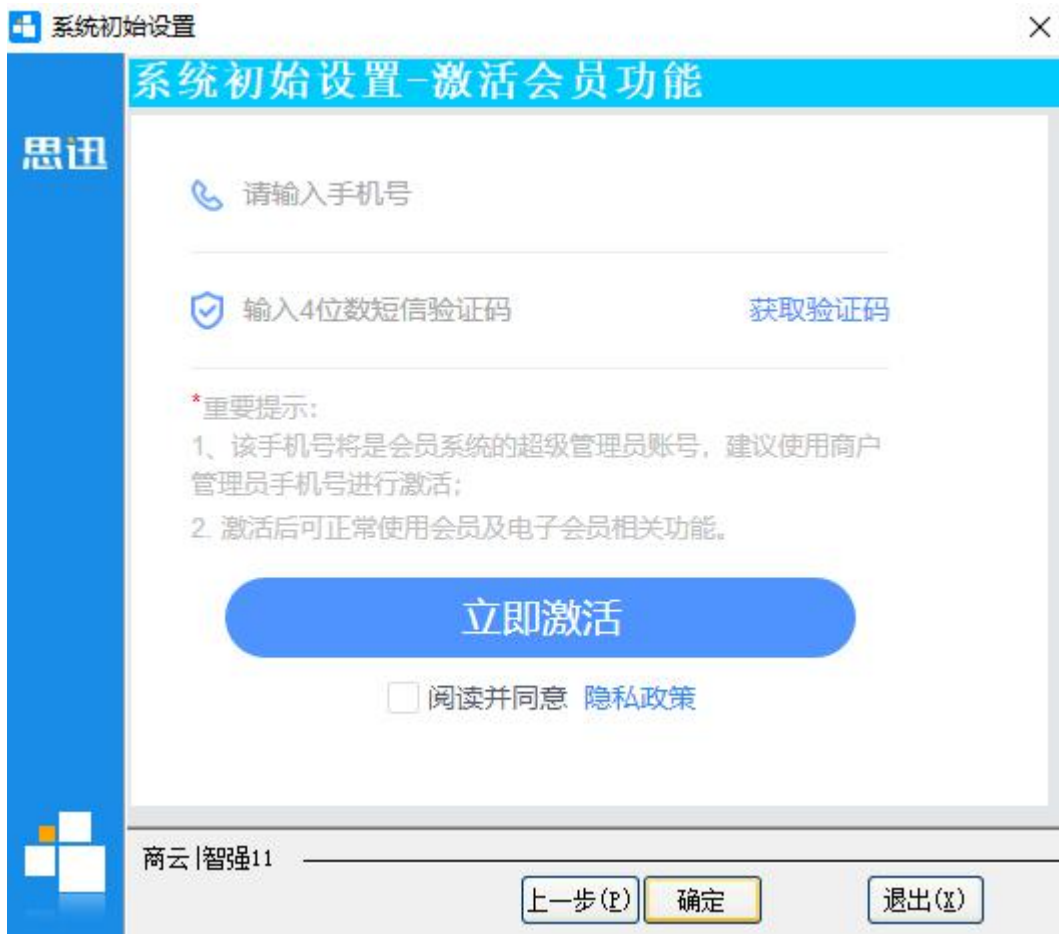 系统初始设置
系统初始设置-激活会员功能
思迅
请输入手机号
输入4位数短信验证码 获取验证码
*重要提示:
1、该手机号将是会员系统的超级管理员账号，建议使用商户
管理员手机号进行激活;
2. 激活后可正常使用会员及电子会员相关功能。
立即激活
阅读并同意 隐私政策
商云|智强11
上一步(P) 确定 退出(X)